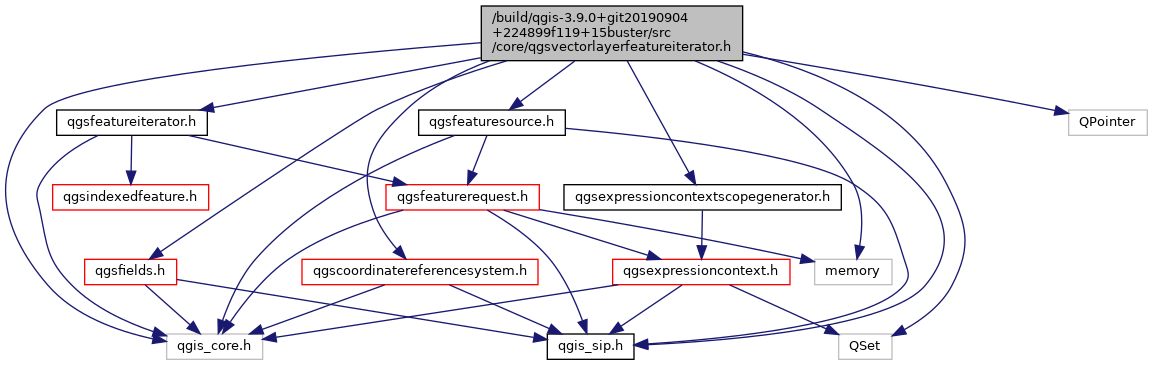 /build/qgis-3.9.0+git20190904
+224899f119+15buster/src
/core/qgsvectorlayerfeatureiterator.h
qgsfeatureiterator.h
qgsfeaturesource.h
QPointer
qgsindexedfeature.h
qgsfeaturerequest.h
qgsexpressioncontextscopegenerator.h
qgsfields.h
qgscoordinatereferencesystem.h
qgsexpressioncontext.h
memory
qgis_core.h
qgis_sip.h
QSet